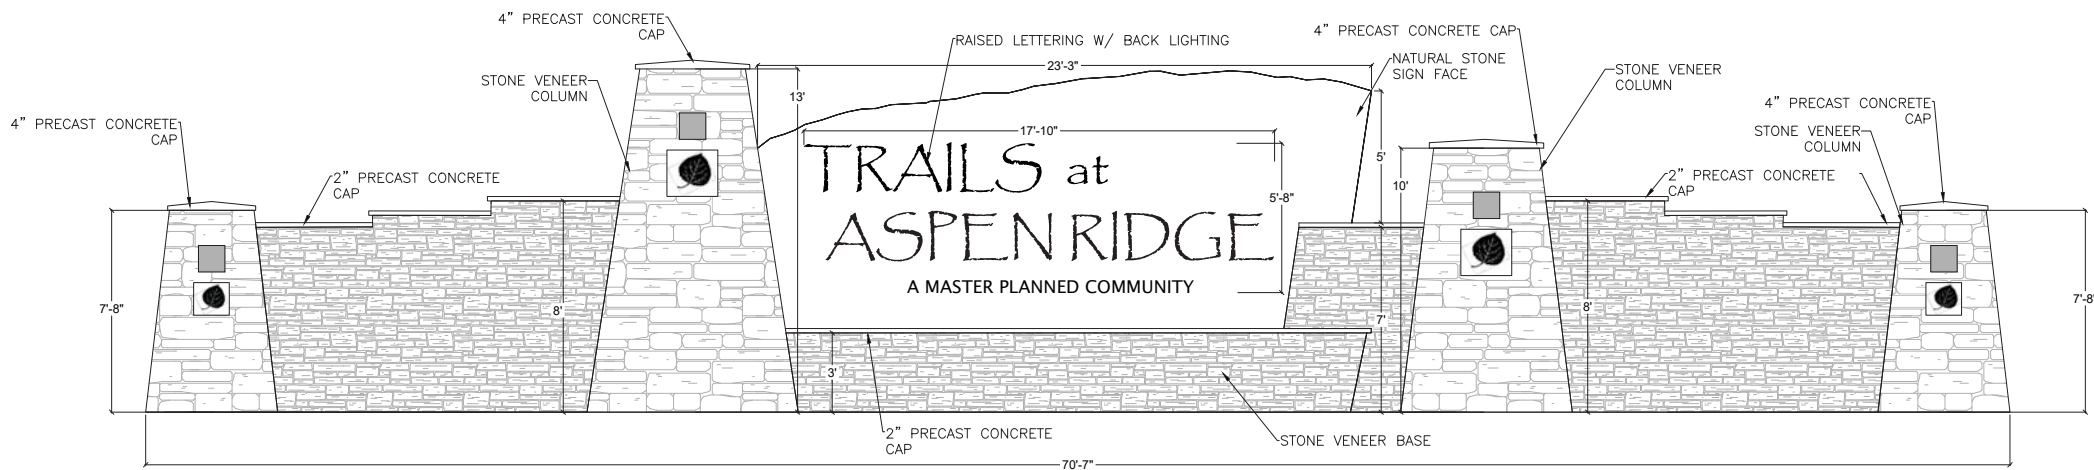 4” PRECAST CONCRETE
CAP
RAISED LETTERING W/ BACK LIGHTING
4” PRECAST CONCRETE CAP
NATURAL STONE
SIGN FACE
23'-3"
STONE VENEER
COLUMN
STONE VENEER
COLUMN
13'
4” PRECAST CONCRETE
CAP
4” PRECAST CONCRETE
CAP
STONE VENEER
COLUMN
17'-10"
TRAILS at
ASPEN RIDGE
A MASTER PLANNED COMMUNITY
5'
10'
5'-8"
2” PRECAST CONCRETE
CAP
2” PRECAST CONCRETE
CAP
7'-8"
8'
3'
7'
8'
7'-8'
2” PRECAST CONCRETE
CAP
STONE VENEER BASE
70'-7"